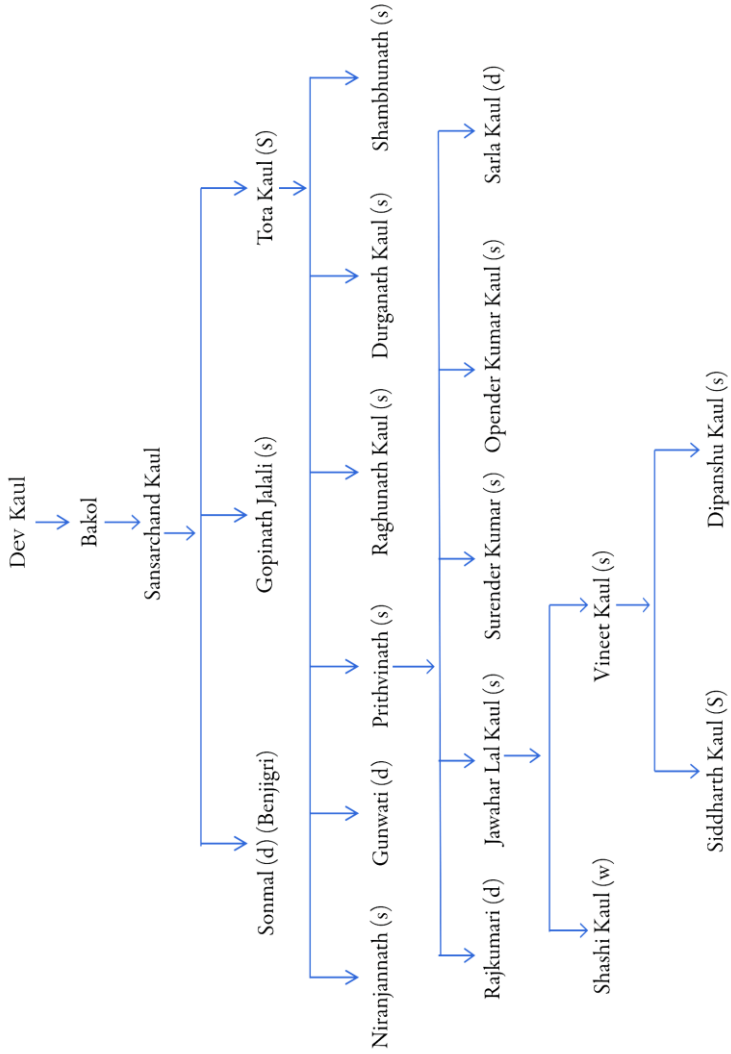 Dev Kaul
Bakol
Sansarchand Kaul
Sonmal (d) (Benjigri)
Gopinath Jalali (s)
Tota Kaul (S)
Niranjannath (s)
Gunwati (d)
Prithvinath (s)
Raghunath Kaul (s)
Durganath Kaul (s)
Shambhunath (s)
Rajkumari (d)
Jawahar Lal Kaul (s)
Surender Kumar (s)
Opender Kumar Kaul (s)
Sarla Kaul (d)
Shashi Kaul (w)
Vineet Kaul (s)
Siddharth Kaul (S)
Dipanshu Kaul (s)